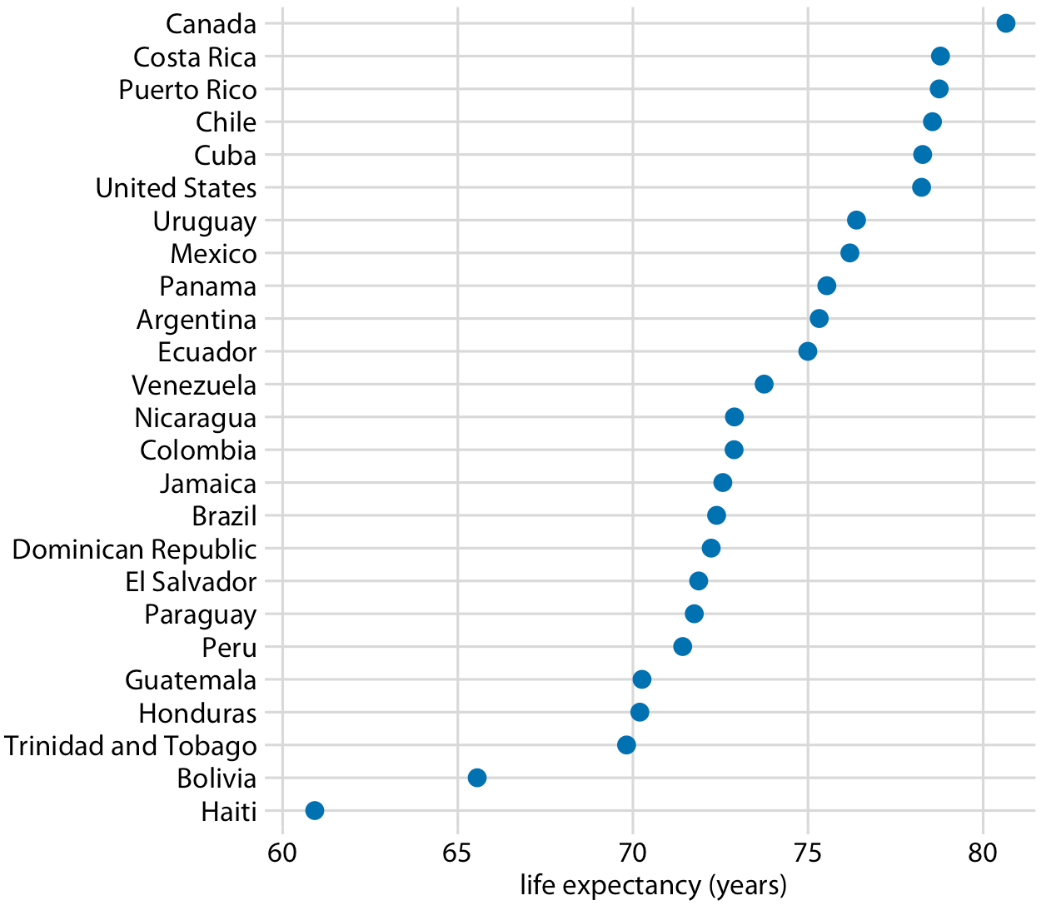 Canada
Costa Rica
Puerto Rico
Chile
Cuba
United States
Uruguay
Mexico
Panama
Argentina
Ecuador
Venezuela
Nicaragua
Colombia
Jamaica
Brazil
Dominican Republic
El Salvador
Paraguay
Peru
Guatemala
Honduras
Trinidad and Tobago
Bolivia
Haiti
60 65 70 75 80
life expectancy (years)